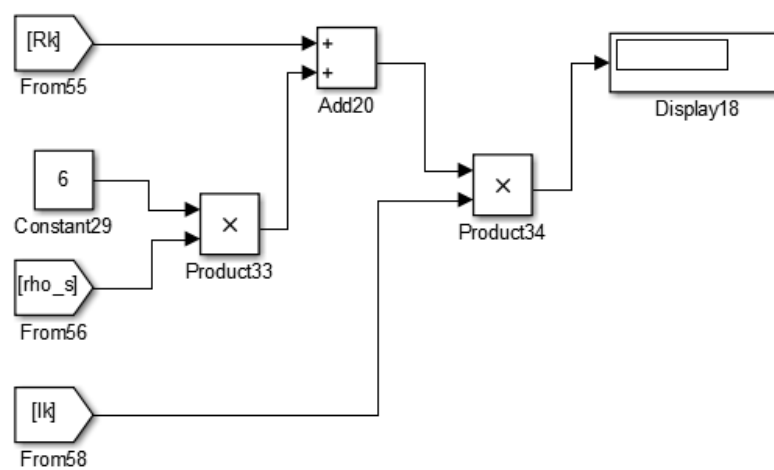 [Rk]
From55
+
+
Add20
Display18
6
Constant29
×
Product33
×
Product34
[rho_s]
From56
[Ik]
From58